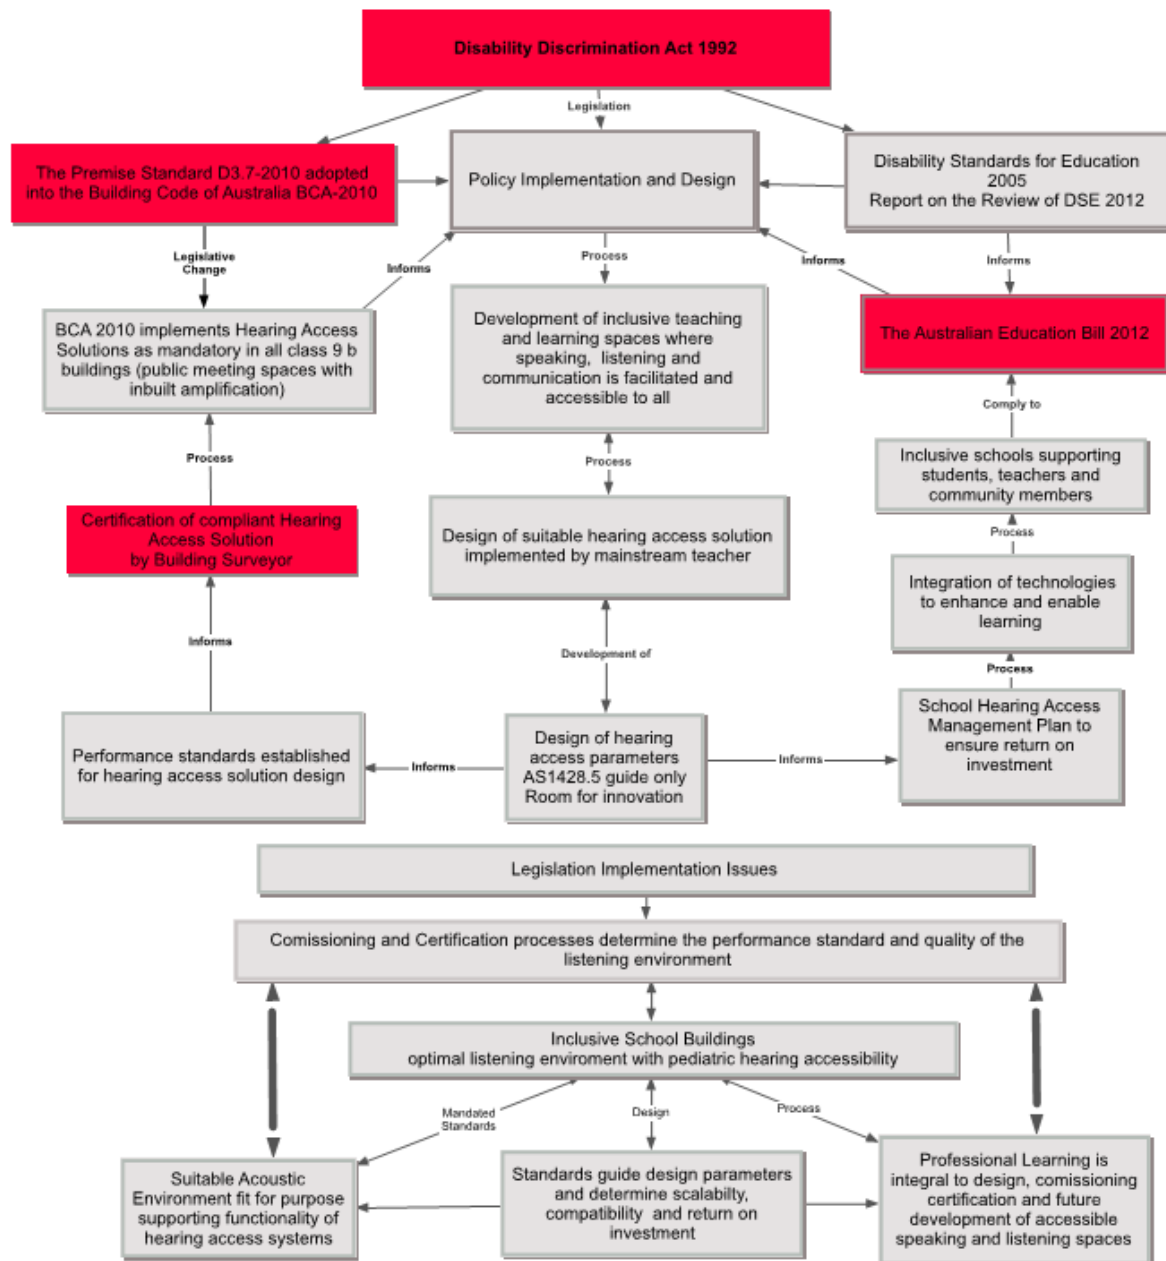 Disability Discrimination Act 1992
Legislation
The Premise Standard D3.7-2010 adopted
into the Building Code of Australia BCA-2010
Policy Implementation and Design
Disability Standards for Education
2005
Report on the Review of DSE 2012
Legislative
Change
Informs
Process
Informs
Informs
BCA 2010 implements Hearing Access
Solutions as mandatory in all class 9 b
buildings (public meeting spaces with
inbuilt amplification)
Development of inclusive teaching
and learning spaces where
speaking, listening and
communication is facilitated and
accessible to all
The Australian Education Bill 2012
Comply to
Process
Process
Inclusive schools supporting
students, teachers and
community members
Certification of compliant Hearing
Access Solution
by Building Surveyor
Design of suitable hearing access solution
implemented by mainstream teacher
Process
Integration of technologies
to enhance and enable
learning
Informs
Development of
Process
Performance standards established
for hearing access solution design
Informs
Design of hearing
access parameters
AS1428.5 guide only
Room for innovation
Informs
School Hearing Access
Management Plan to
ensure return on
investment
Legislation Implementation Issues
Comissioning and Certification processes determine the performance standard and quality of the
listening environment
Inclusive School Buildings
optimal listening enviroment with pediatric hearing accessibility
Mandated
Standards
Design
Process
Suitable Acoustic
Environment fit for purpose
supporting functionality of
hearing access systems
Standards guide design parameters
and determine scalabilty,
compatibility and return on
investment
Professional Learning is
integral to design, comissioning
certification and future
development of accessible
speaking and listening spaces